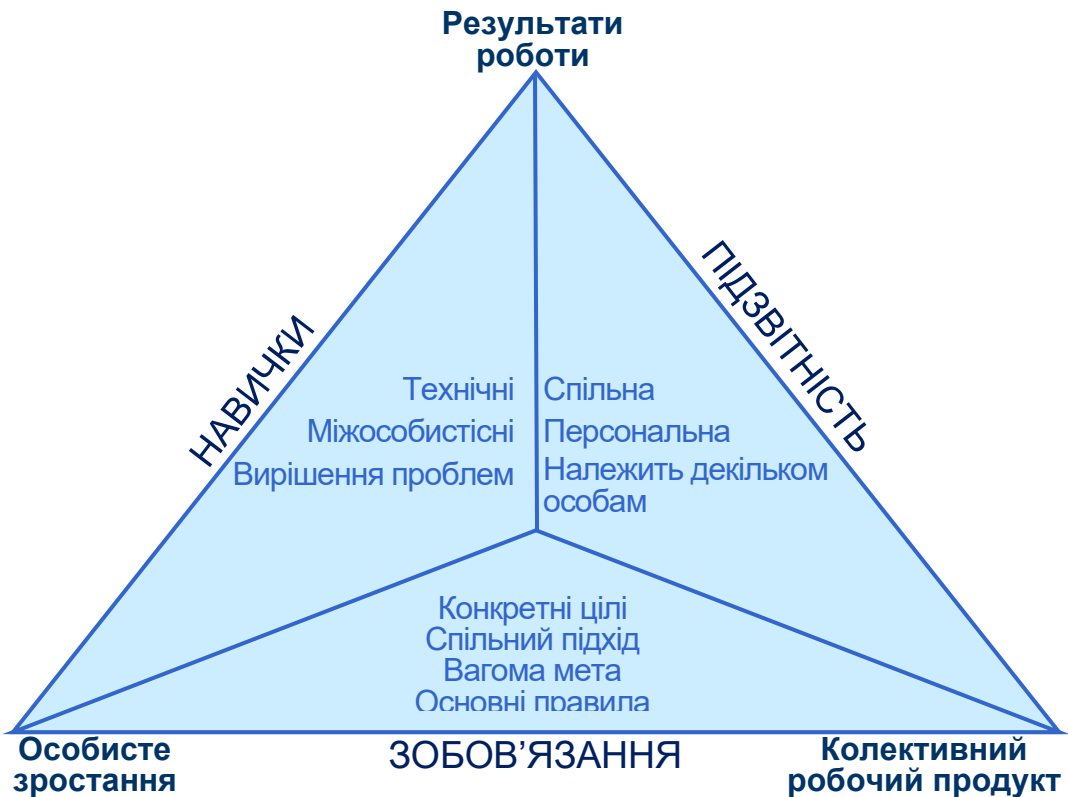 Результати
роботи
НАВИЧКИ
ПІДЗВІТНІСТЬ
Технічні
Міжособистісні
Вирішення проблем
Спільна
Персональна
Належить декільком
особам
Конкретні цілі
Спільний підхід
Вагома мета
Основні правила
Особисте
зростання
ЗОБОВ’ЯЗАННЯ
Колективний
робочий продукт